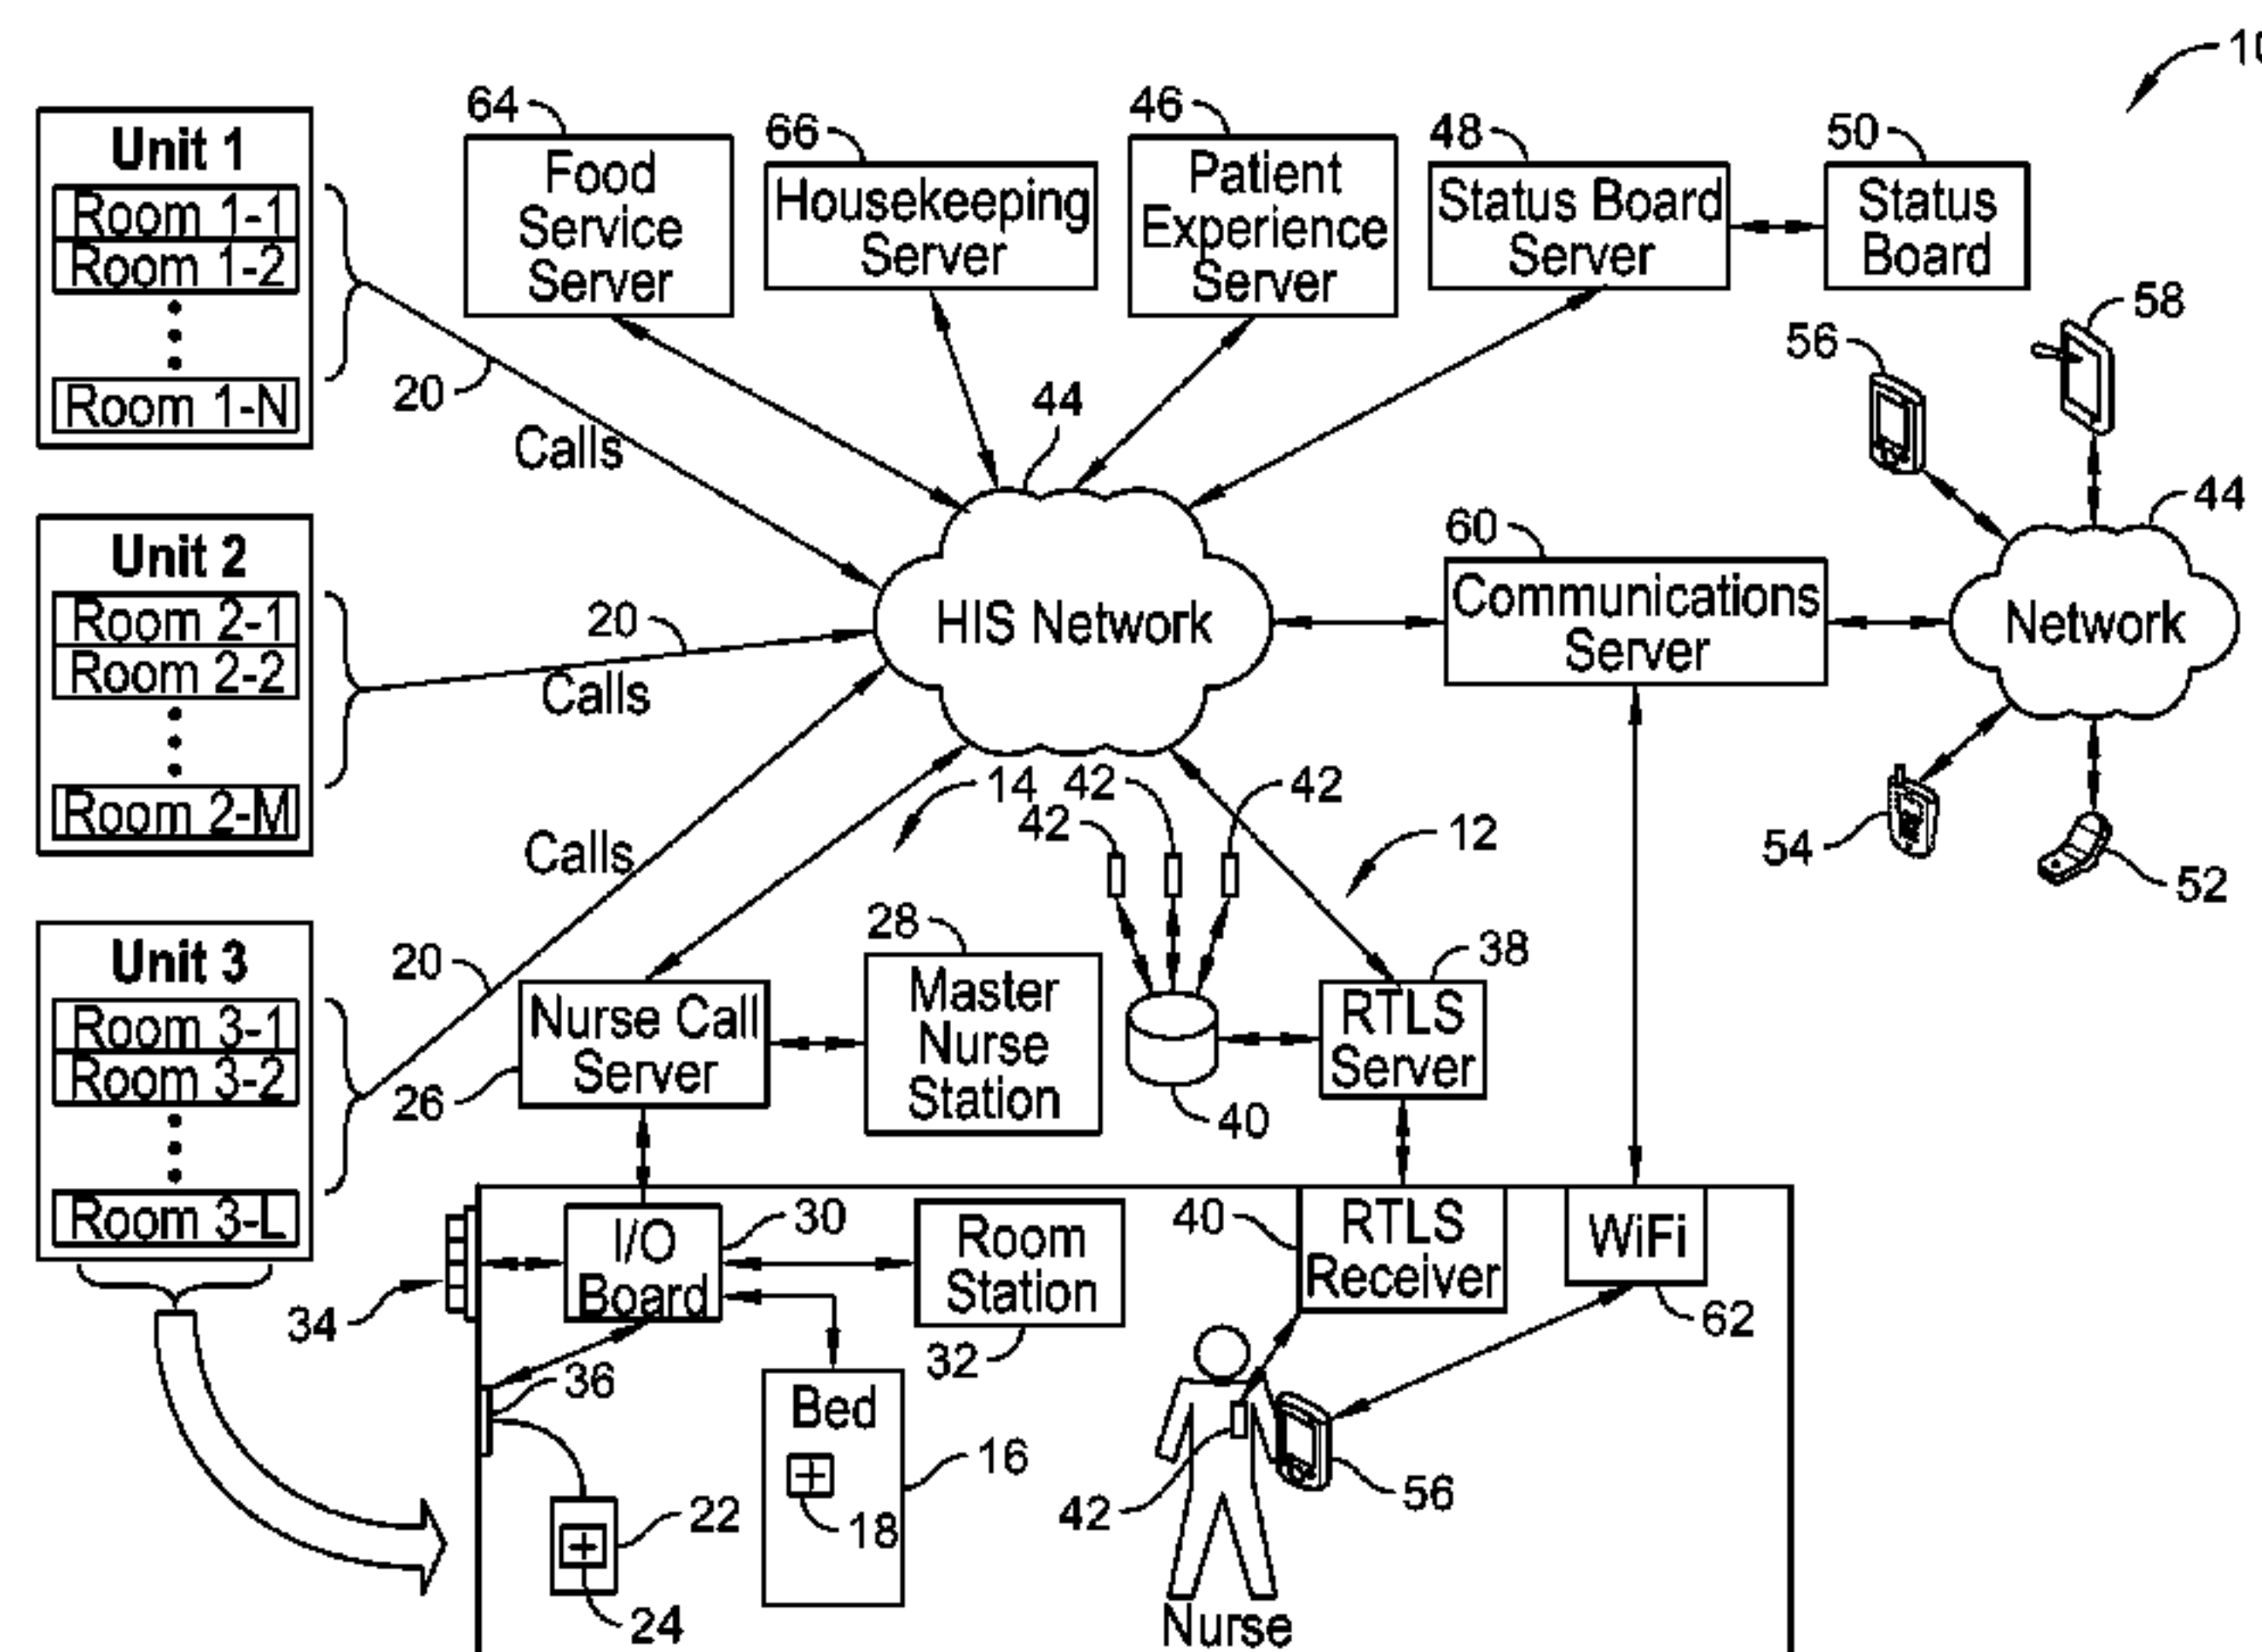 10
Unit 1
Room 1-1
Room 1-2
Room 1-N
64
Food
Service
Server
66
Housekeeping
Server
46
Patient
Experience
Server
48
Status Board
Server
50
Status
Board
20
Calls
44
56
58
Unit 2
Room 2-1
Room 2-2
Room 2-M
20
Calls
HIS Network
60
Communications
Server
44
Network
54
52
Calls
14
42
42
42
12
Unit 3
Room 3-1
Room 3-2
Room 3-L
20
Nurse Call
Server
26
28
Master
Nurse
Station
40
38
RTLS
Server
34
I/O
Board
30
Room
Station
32
40
RTLS
Receiver
WiFi
62
36
Bed
16
18
22
24
42
56
Nurse